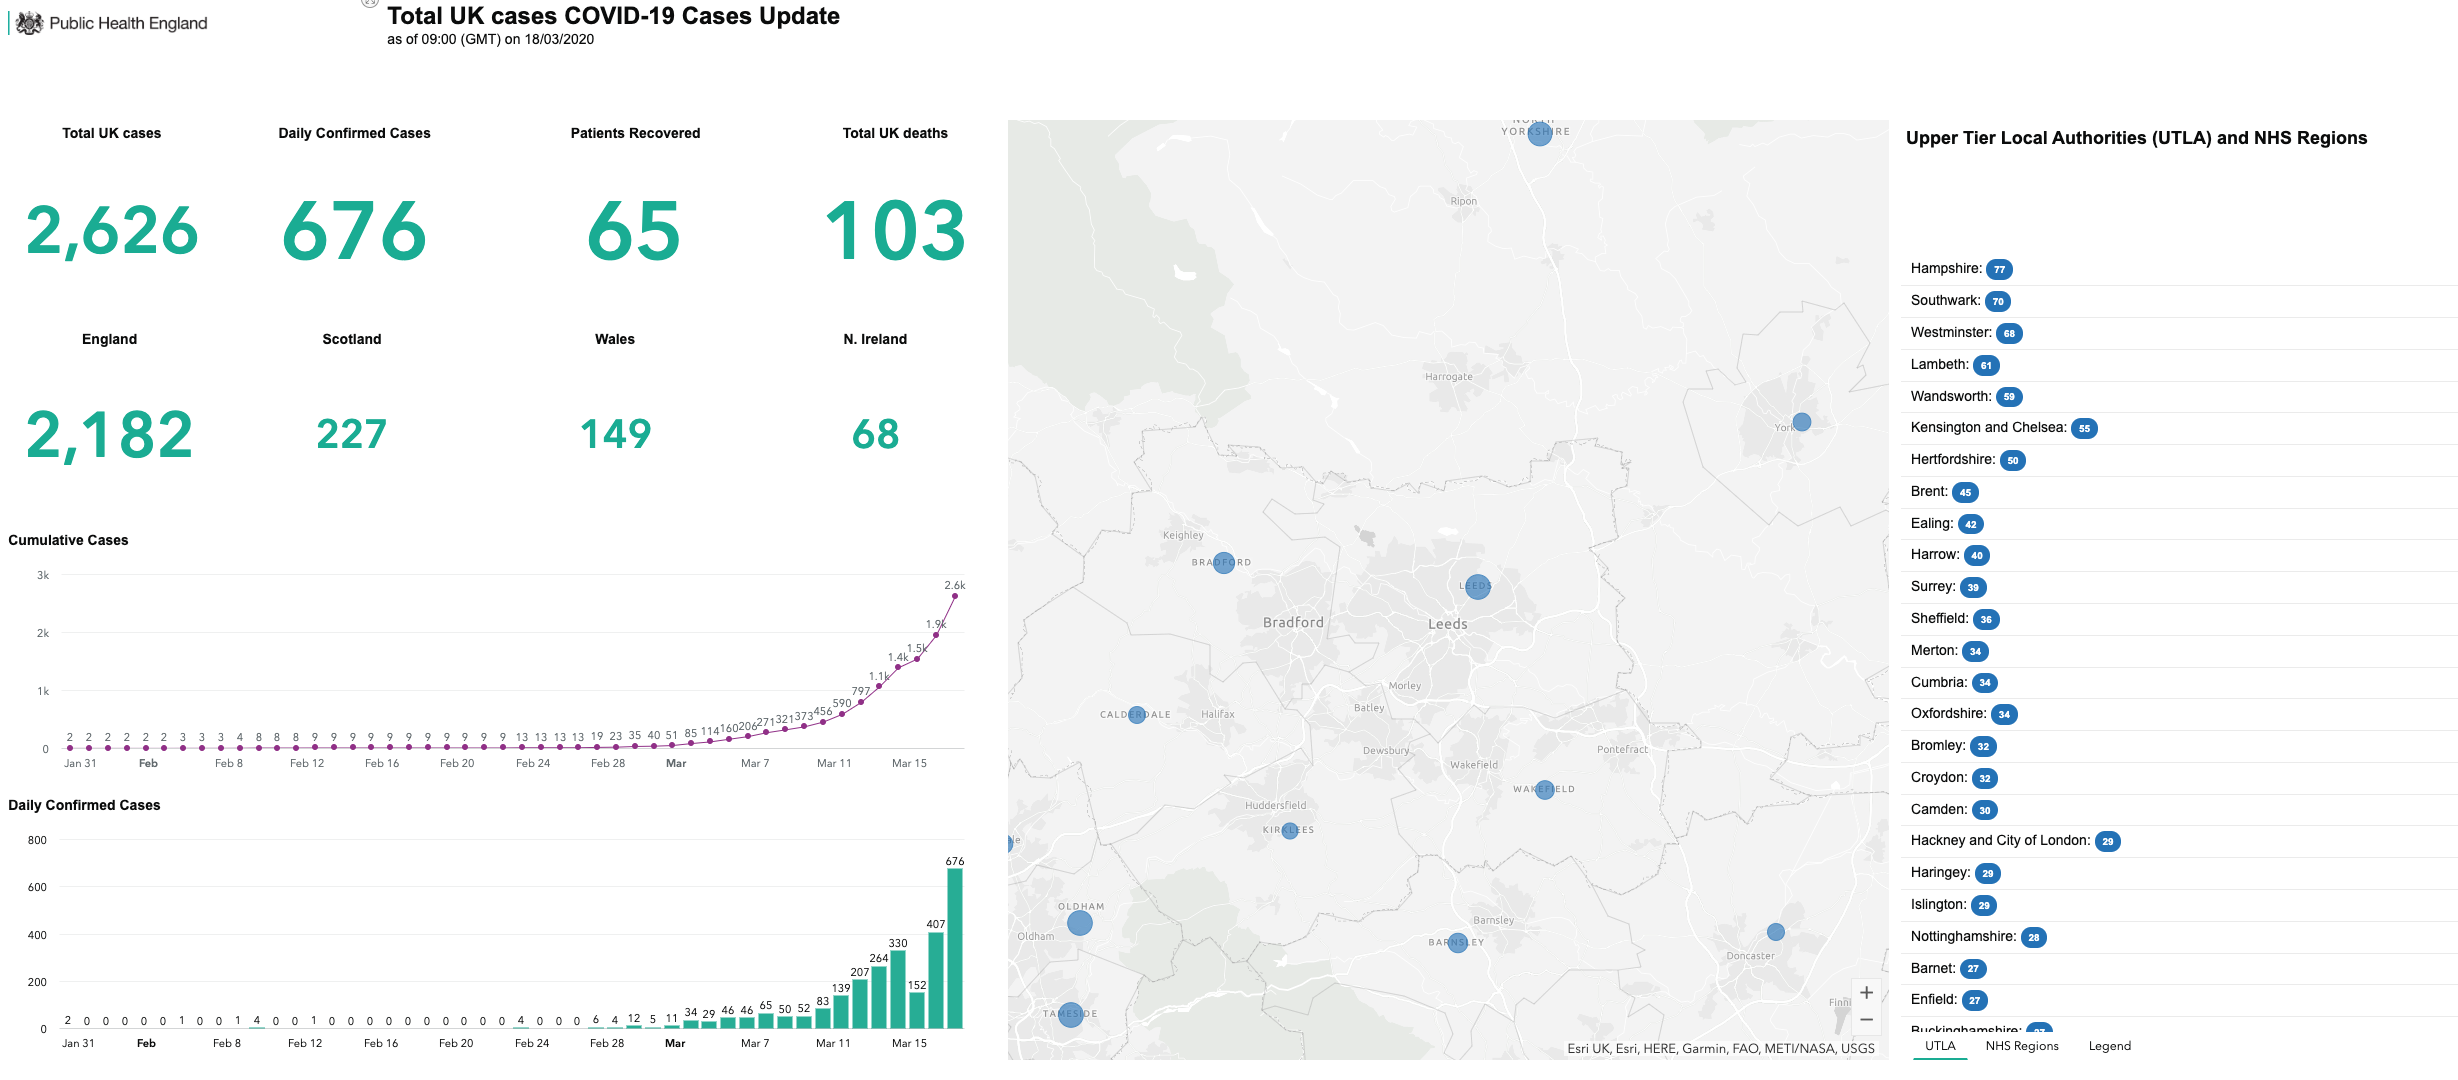 Public Health England
Total UK cases COVID-19 Cases Update
as of 09:00 (GMT) on 18/03/2020
Total UK cases
2,626
Daily Confirmed Cases
676
Patients Recovered
65
Total UK deaths
103
England
2,182
Scotland
227
Wales
149
N. Ireland
68
Cumulative Cases
3k
2k
1k
0
2 2 2 2 2 2 3 3 3 4 8 8 8 9 9 9 9 9 9 9 9 9 9 9 13 13 13 13 19 23 35 40 51 85 114 160 206 271 321 373 456 590 797 1.1k 1.4k 1.5k 1.9k 2.6k
Jan 31 Feb Feb 8 Feb 12 Feb 16 Feb 20 Feb 24 Feb 28 Mar Mar 7 Mar 11 Mar 15
Daily Confirmed Cases
800
600
400
200
0
2 0 0 0 0 0 1 0 0 1 4 0 0 1 0 0 0 0 0 0 0 0 0 0 4 0 0 0 6 4 12 5 11 34 29 46 46 65 50 52 83 139 207 264 330 152 407 676
Jan 31 Feb Feb 8 Feb 12 Feb 16 Feb 20 Feb 24 Feb 28 Mar Mar 7 Mar 11 Mar 15
NORTH
YORKSHIRE
Ripon
Harrogate
York
Keighley
BRADFORD
LEEDS
Bradford
Leeds
Morley
CALDERDALE
Halifax
Batley
Dewsbury
Wakefield
Pontefract
WAKEFIELD
Huddersfield
KIRKLEES
OLDHAM
Oldham
Barnsley
BARNSLEY
Doncaster
TAMESIDE
+
−
Esri UK, Esri, HERE, Garmin, FAO, METI/NASA, USGS
Upper Tier Local Authorities (UTLA) and NHS Regions
Hampshire: 77
Southwark: 70
Westminster: 68
Lambeth: 61
Wandsworth: 59
Kensington and Chelsea: 55
Hertfordshire: 50
Brent: 45
Ealing: 42
Harrow: 40
Surrey: 39
Sheffield: 36
Merton: 34
Cumbria: 34
Oxfordshire: 34
Bromley: 32
Croydon: 32
Camden: 30
Hackney and City of London: 29
Haringey: 29
Islington: 29
Nottinghamshire: 28
Barnet: 27
Enfield: 27
Buckinghamshire: 27
UTLA NHS Regions Legend